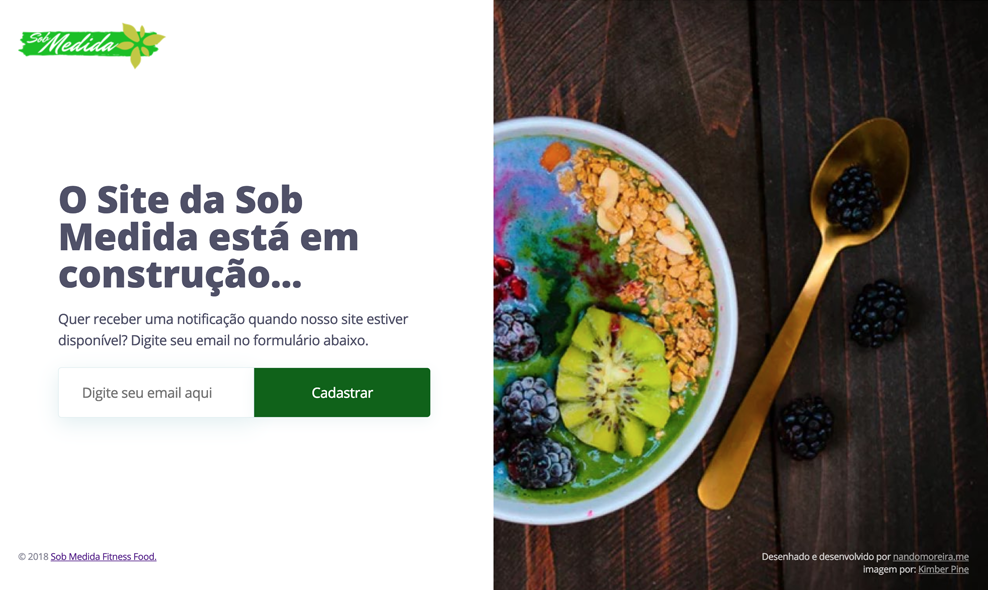 Sob
Medida
O Site da Sob
Medida está em
construção...
Quer receber uma notificação quando nosso site estiver
disponível? Digite seu email no formulário abaixo.
Digite seu email aqui
Cadastrar
© 2018 Sob Medida Fitness Food.
Desenhado e desenvolvido por nandomoreira.me
imagem por: Kimber Pine